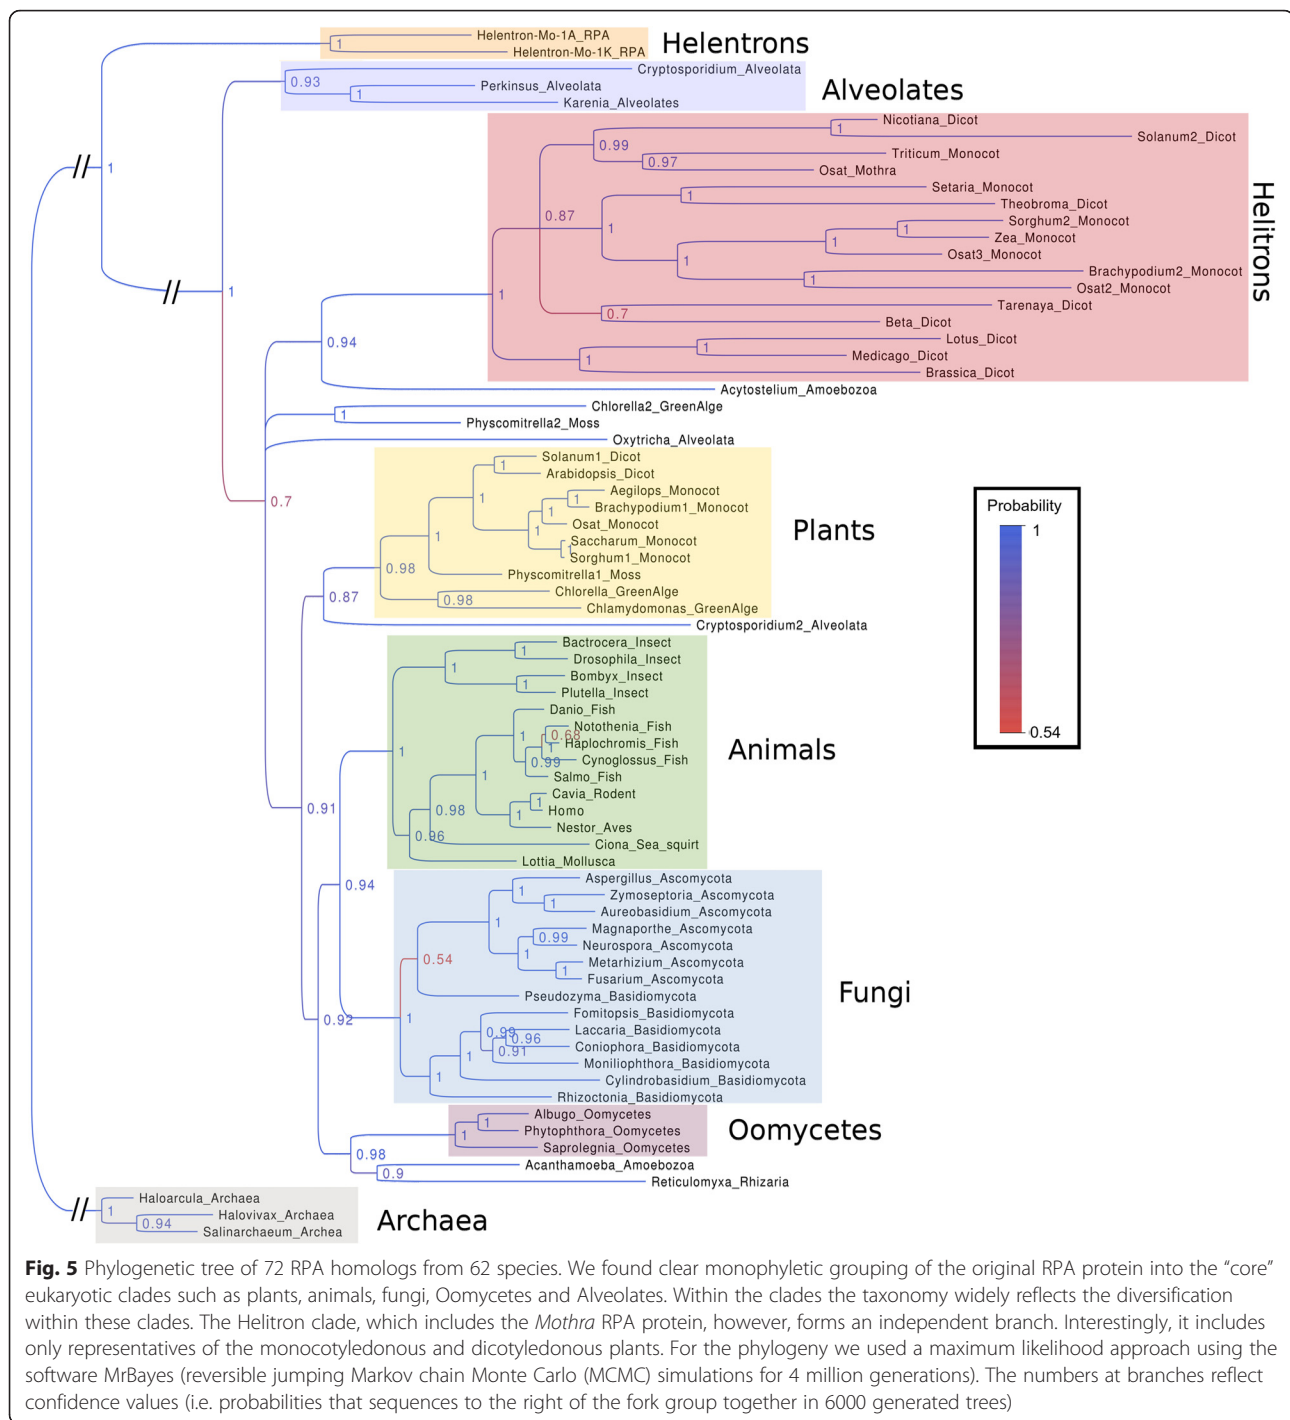 Helentron-Mo-1A_RPA
1
Helentron-Mo-1K_RPA
Helentrons
Cryptosporidium_Alveolata
0.93
Perkinsus_Alveolata
1
Karenia_Alveolates
Alveolates
Nicotiana_Dicot
1
Solanum2_Dicot
0.99
Triticum_Monocot
0.97
Osat_Mothra
1
Setaria_Monocot
1
Theobroma_Dicot
0.87
Sorghum2_Monocot
1
1
Zea_Monocot
1
Osat3_Monocot
1
Brachypodium2_Monocot
1
Osat2_Monocot
1
1
Tarenaya_Dicot
0.7
Beta_Dicot
Lotus_Dicot
1
Medicago_Dicot
1
Brassica_Dicot
Helitrons
0.94
Acytostelium_Amoebozoa
Chlorella2_GreenAlge
1
Physcomitrella2_Moss
Oxytricha_Alveolata
0.7
Solanum1_Dicot
1
Arabidopsis_Dicot
1
Aegilops_Monocot
1
Brachypodium1_Monocot
1
Osat_Monocot
1
Saccharum_Monocot
1
Sorghum1_Monocot
1
Physcomitrella1_Moss
0.98
Chlorella_GreenAlge
0.98
Chlamydomonas_GreenAlge
Plants
0.87
Cryptosporidium2_Alveolata
Probability
1
0.54
Bactrocera_Insect
1
Drosophila_Insect
1
Bombyx_Insect
1
Plutella_Insect
Danio_Fish
Notothenia_Fish
1
0.68
Haplochromis_Fish
1
Cynoglossus_Fish
0.99
Salmo_Fish
1
1
Cavia_Rodent
1
Homo
0.98
1
Nestor_Aves
0.96
Ciona_Sea_squirt
Lottia_Mollusca
Animals
0.91
0.94
Aspergillus_Ascomycota
1
Zymoseptoria_Ascomycota
1
Aureobasidium_Ascomycota
1
Magnaporthe_Ascomycota
0.99
Neurospora_Ascomycota
1
Metarhizium_Ascomycota
1
Fusarium_Ascomycota
0.54
Pseudozyma_Basidiomycota
1
Fomitopsis_Basidiomycota
0.99
Laccaria_Basidiomycota
0.96
Coniophora_Basidiomycota
0.91
1
Moniliophthora_Basidiomycota
Cylindrobasidium_Basidiomycota
1
Rhizoctonia_Basidiomycota
Fungi
0.92
Albugo_Oomycetes
1
Phytophthora_Oomycetes
1
Saprolegnia_Oomycetes
Oomycetes
0.98
Acanthamoeba_Amoebozoa
0.9
Reticulomyxa_Rhizaria
Haloarcula_Archaea
1
Halovivax_Archaea
0.94
Salinarchaeum_Archea
Archaea
Fig. 5 Phylogenetic tree of 72 RPA homologs from 62 species. We found clear monophyletic grouping of the original RPA protein into the “core”
eukaryotic clades such as plants, animals, fungi, Oomycetes and Alveolates. Within the clades the taxonomy widely reflects the diversification
within these clades. The Helitron clade, which includes the Mothra RPA protein, however, forms an independent branch. Interestingly, it includes
only representatives of the monocotyledonous and dicotyledonous plants. For the phylogeny we used a maximum likelihood approach using the
software MrBayes (reversible jumping Markov chain Monte Carlo (MCMC) simulations for 4 million generations). The numbers at branches reflect
confidence values (i.e. probabilities that sequences to the right of the fork group together in 6000 generated trees)